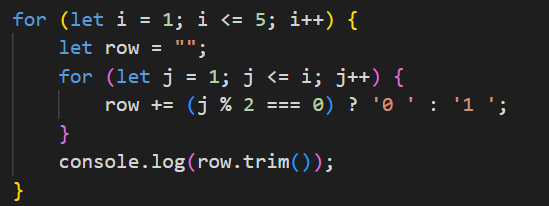 for (let i = 1; i <= 5; i++) {
    let row = "";
    for (let j = 1; j <= i; j++) {
        row += (j % 2 === 0) ? '0 ' : '1 ';
    }
    console.log(row.trim());
}